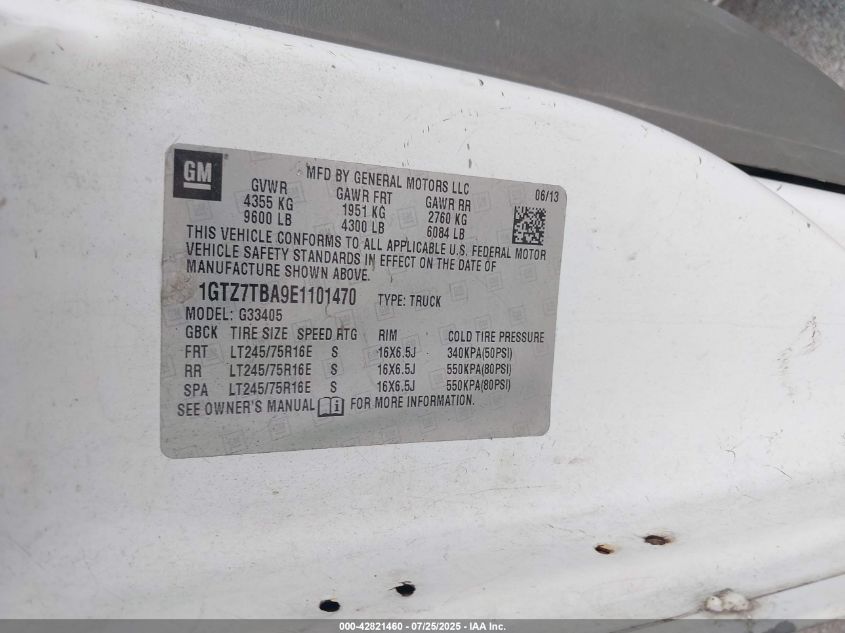 GM
MFD BY GENERAL MOTORS LLC
06/13
GVWR GAWR FRT GAWR RR
4355 KG 1951 KG 2760 KG
9600 LB 4300 LB 6084 LB
THIS VEHICLE CONFORMS TO ALL APPLICABLE U.S. FEDERAL MOTOR
VEHICLE SAFETY STANDARDS IN EFFECT ON THE DATE OF
MANUFACTURE SHOWN ABOVE.
1GTZ7TBA9E1101470 TYPE: TRUCK
MODEL: G33405
GBCK TIRE SIZE SPEED RTG RIM COLD TIRE PRESSURE
FRT LT245/75R16E S 16X6.5J 340KPA(50PSI)
RR LT245/75R16E S 16X6.5J 550KPA(80PSI)
SPA LT245/75R16E S 16X6.5J 550KPA(80PSI)
SEE OWNER'S MANUAL i FOR MORE INFORMATION.
000-42821460 - 07/25/2025 - IAA Inc.